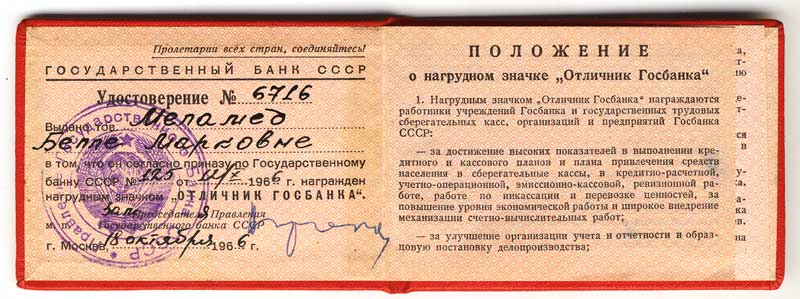 Пролетарии всех стран, соединяйтесь!
ГОСУДАРСТВЕННЫЙ БАНК СССР
Удостоверение № 6716
Выдано тов. Меламед
Бетте Марковне
в том, что он согласно приказу по Государственному
банку СССР № 125 от 1966 г. награжден
нагрудным значком „ОТЛИЧНИК ГОСБАНКА“.
Зам. Председателя Правления
м. п. Государственного банка СССР
г. Москва 18 октября 1966 г.
ПОЛОЖЕНИЕ
о нагрудном значке „Отличник Госбанка“
1. Нагрудным значком „Отличник Госбанка“ награждаются
работники учреждений Госбанка и государственных трудовых
сберегательных касс, организаций и предприятий Госбанка
СССР:
— за достижение высоких показателей в выполнении кре-
дитного и кассового планов и плана привлечения средств
населения в сберегательные кассы, в кредитно-расчетной,
учетно-операционной, эмиссионно-кассовой, ревизионной ра-
боте, работе по инкассации и перевозке ценностей, за
повышение уровня экономической работы и широкое внедрение
механизации счетно-вычислительных работ;
— за улучшение организации учета и отчетности и образ-
цовую постановку делопроизводства;